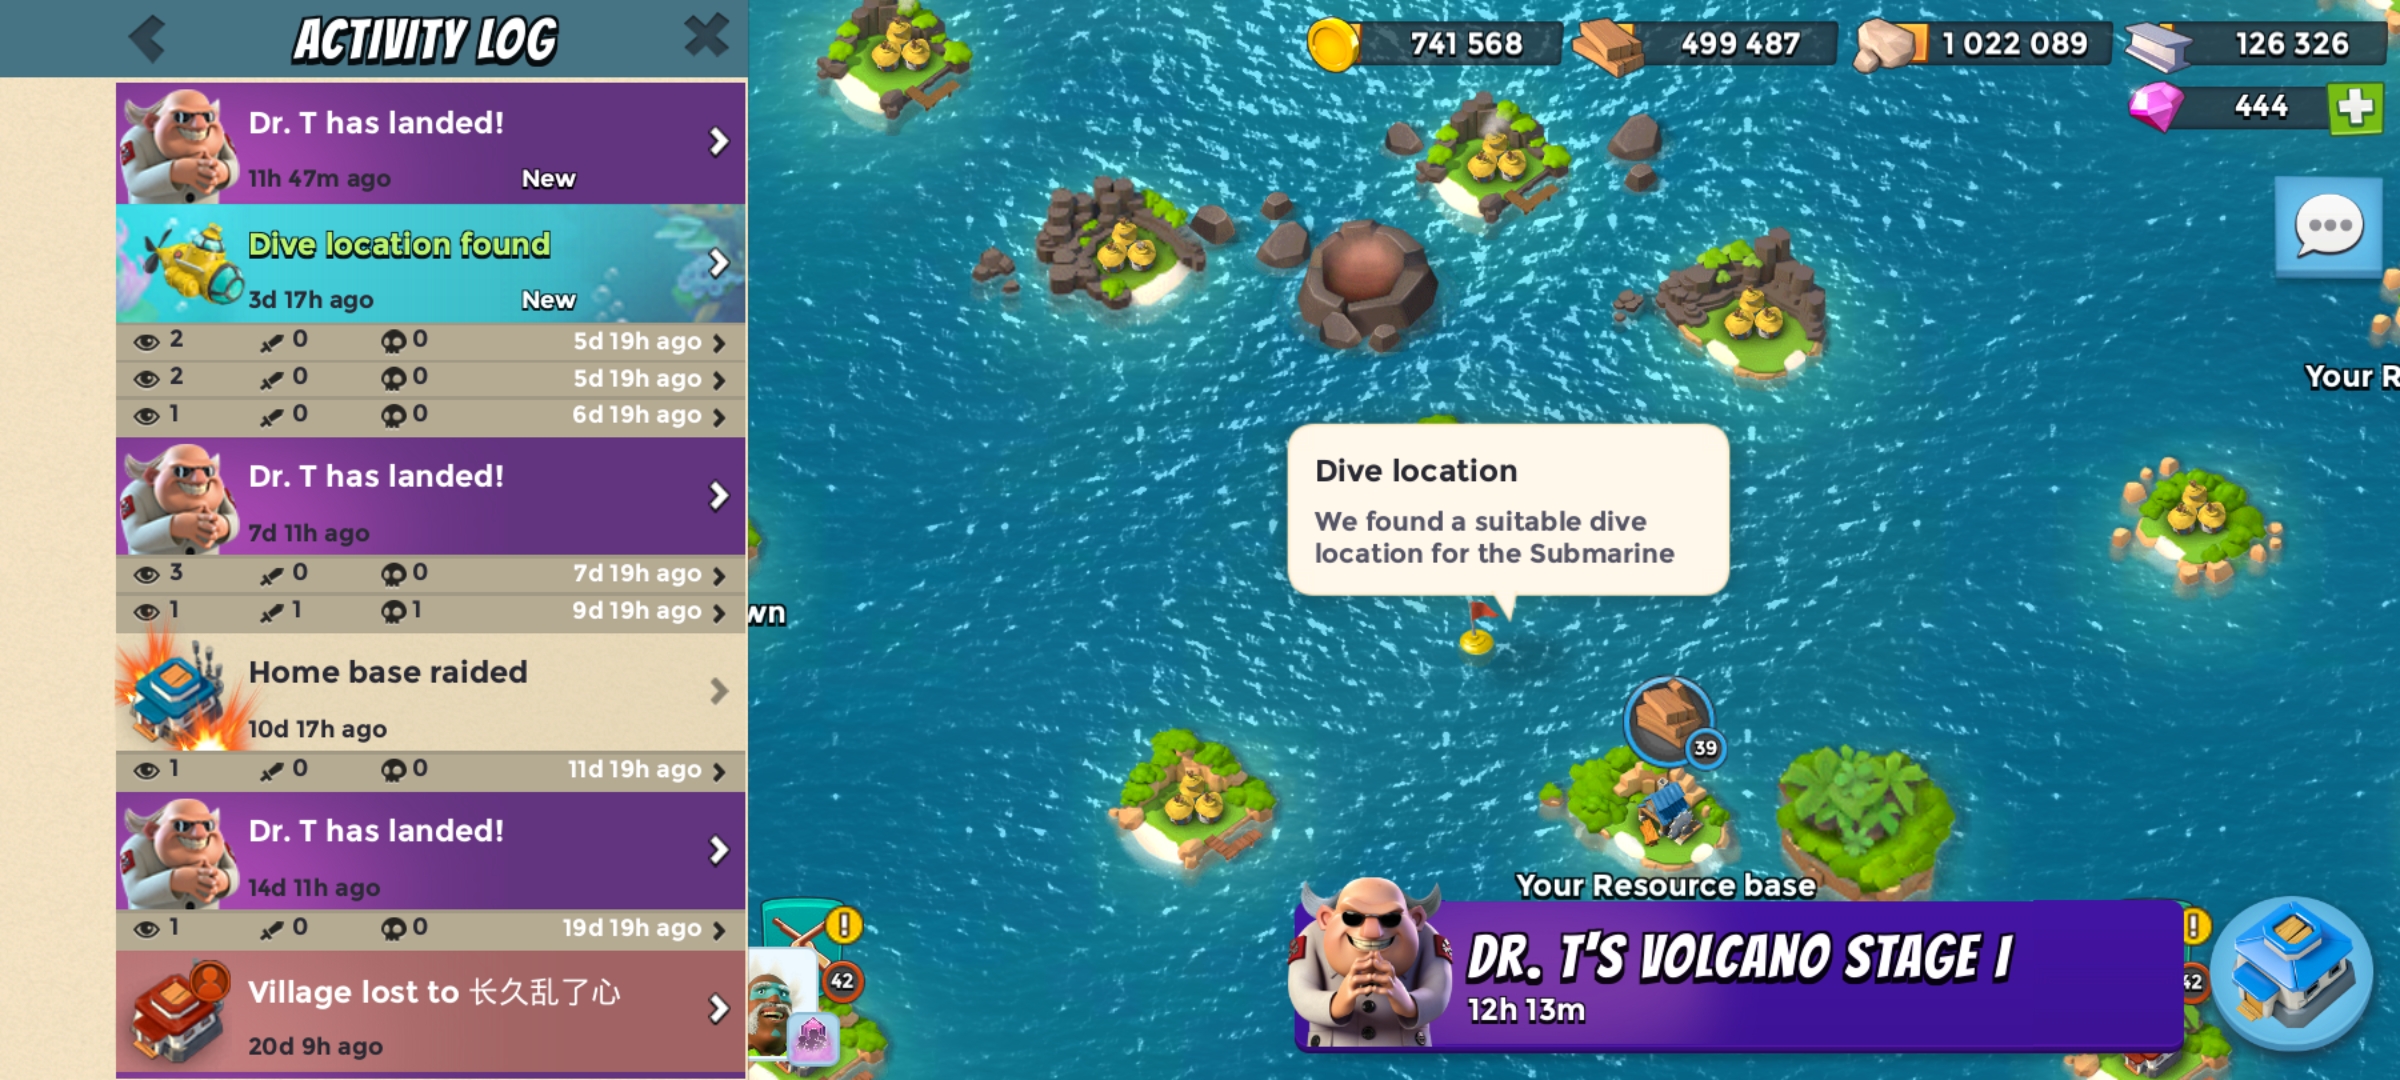 ACTIVITY LOG
Dr. T has landed!
11h 47m ago
New
Dive location found
3d 17h ago
New
2 0 0 5d 19h ago
2 0 0 5d 19h ago
1 0 0 6d 19h ago
Dr. T has landed!
7d 11h ago
3 0 0 7d 19h ago
1 1 1 9d 19h ago
Home base raided
10d 17h ago
1 0 0 11d 19h ago
Dr. T has landed!
14d 11h ago
1 0 0 19d 19h ago
Village lost to 长久乱了心
20d 9h ago
741 568
499 487
1 022 089
126 326
444
Your R
Dive location
We found a suitable dive
location for the Submarine
wn
39
Your Resource base
42
DR. T'S VOLCANO STAGE I
12h 13m
42